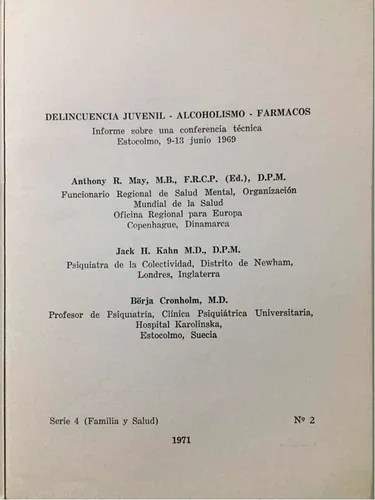 DELINCUENCIA JUVENIL - ALCOHOLISMO - FARMACOS
Informe sobre una conferencia técnica
Estocolmo, 9-13 junio 1969
Anthony R. May, M.B., F.R.C.P. (Ed.), D.P.M.
Funcionario Regional de Salud Mental, Organización
Mundial de la Salud
Oficina Regional para Europa
Copenhague, Dinamarca
Jack H. Kahn M.D., D.P.M.
Psiquiatra de la Colectividad, Distrito de Newham,
Londres, Inglaterra
Börja Cronholm, M.D.
Profesor de Psiquiatría, Clínica Psiquiátrica Universitaria,
Hospital Karolinska,
Estocolmo, Suecia
Serie 4 (Familia y Salud) Nº 2
1971